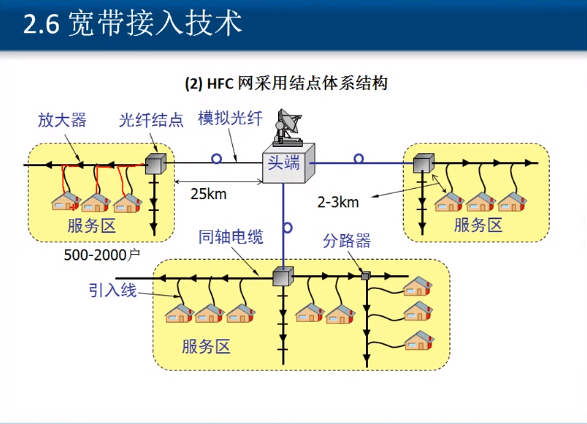 2.6 宽带接入技术
(2) HFC 网采用结点体系结构
放大器
光纤结点
模拟光纤
头端
25km
2-3km
服务区
服务区
500-2000户
同轴电缆
分路器
引入线
服务区